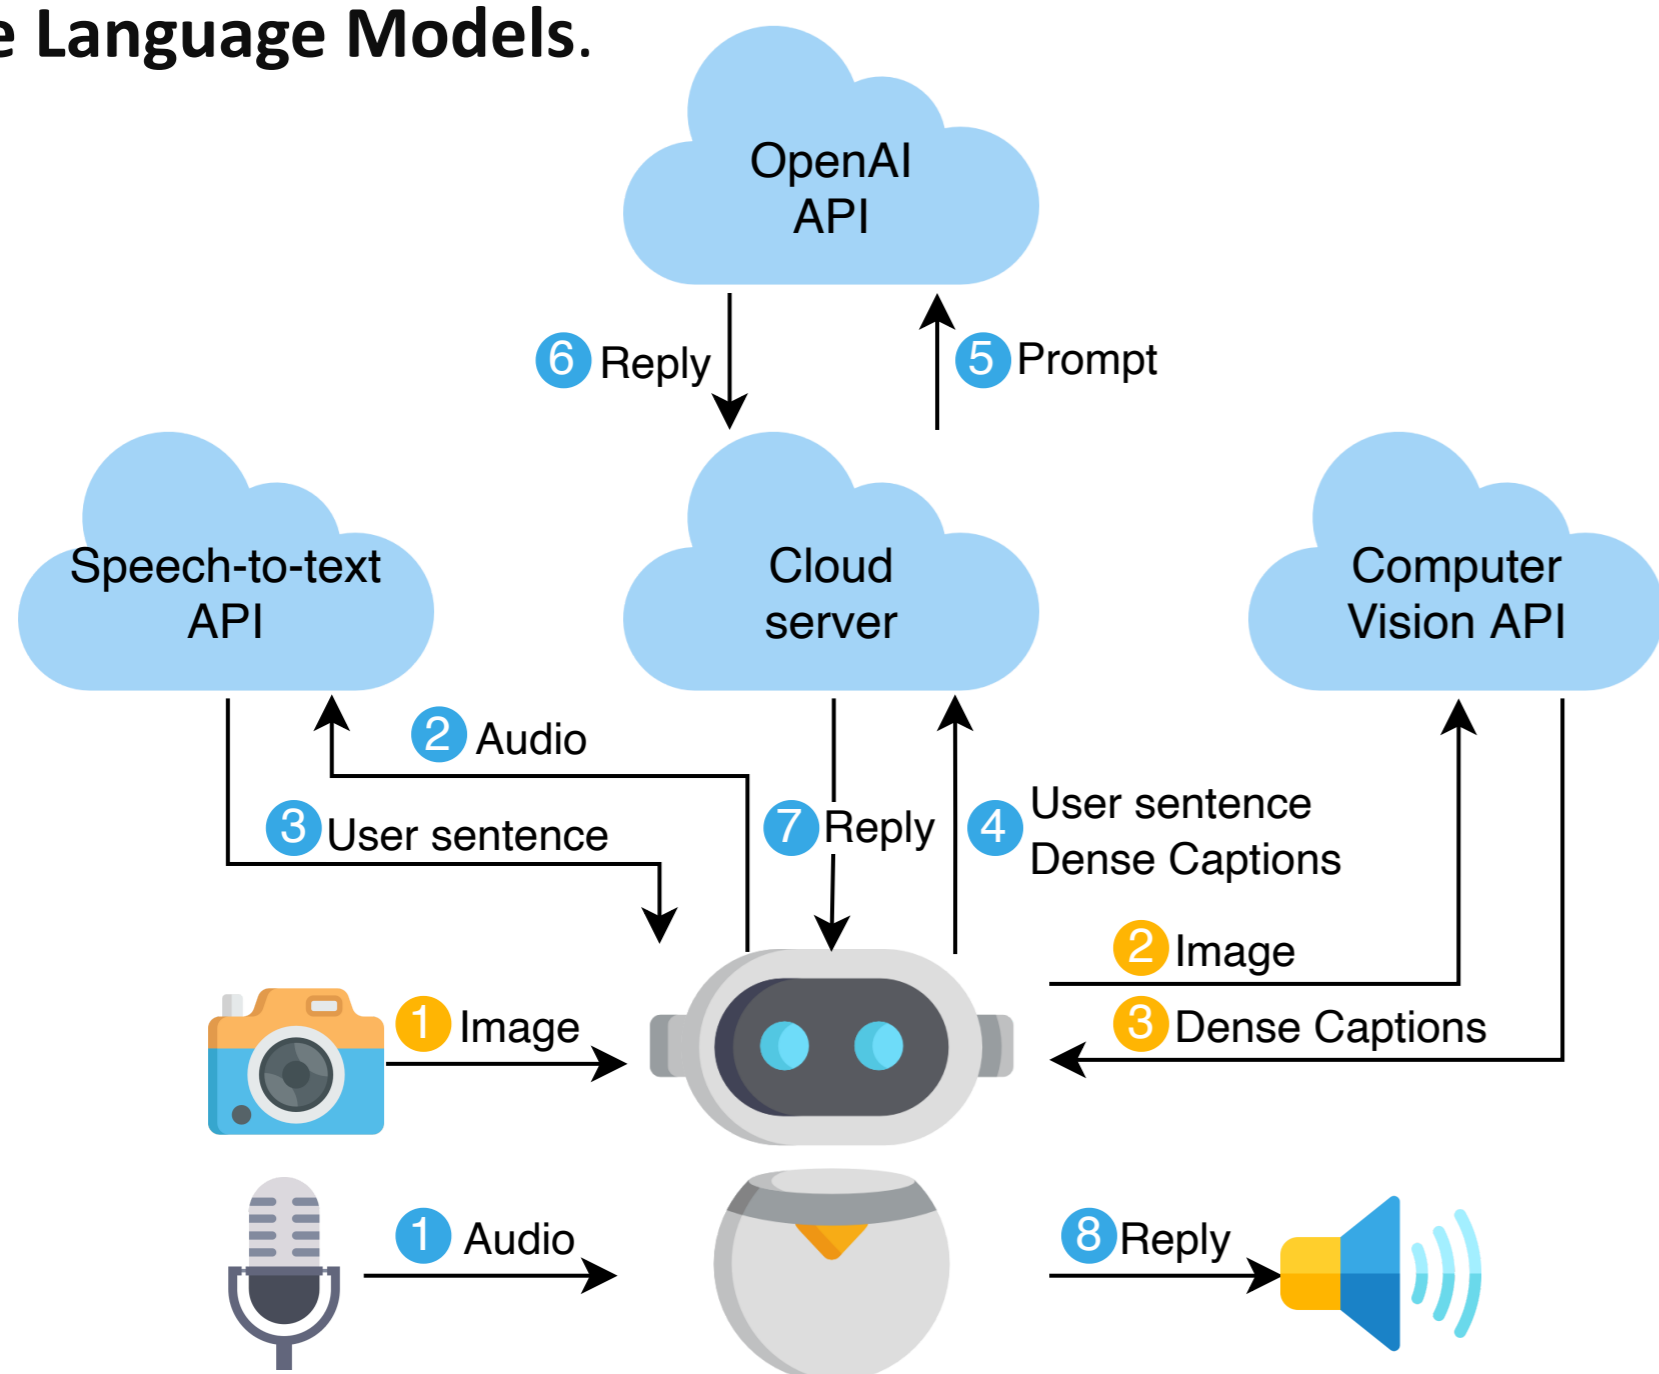 e Language Models.
OpenAI
API
6 Reply
5 Prompt
Speech-to-text
API
Cloud
server
Computer
Vision API
2 Audio
3 User sentence
7 Reply
4 User sentence
Dense Captions
2 Image
3 Dense Captions
1 Image
1 Audio
8 Reply